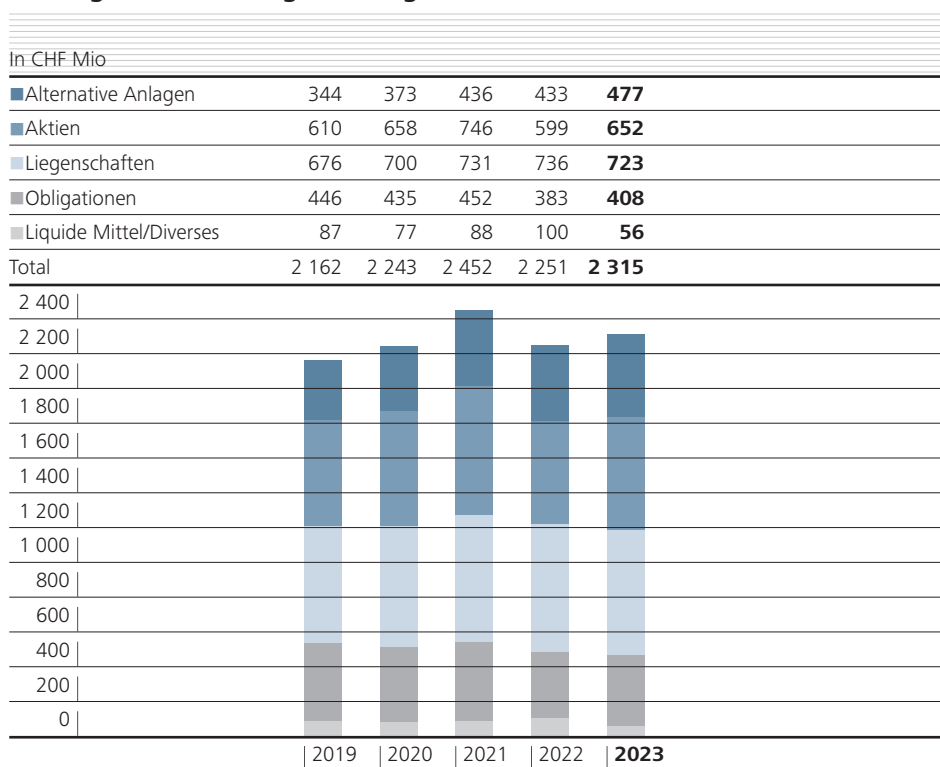 In CHF Mio
Alternative Anlagen 344 373 436 433 477
Aktien 610 658 746 599 652
Liegenschaften 676 700 731 736 723
Obligationen 446 435 452 383 408
Liquide Mittel/Diverses 87 77 88 100 56
Total 2 162 2 243 2 452 2 251 2 315
2 400
2 200
2 000
1 800
1 600
1 400
1 200
1 000
800
600
400
200
0
2019 2020 2021 2022 2023